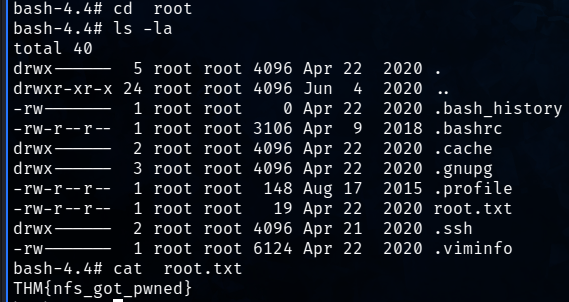 bash-4.4# cd  root
bash-4.4# ls -la
total 40
drwx------  5 root root 4096 Apr 22  2020 .
drwxr-xr-x 24 root root 4096 Jun  4  2020 ..
-rw-------  1 root root    0 Apr 22  2020 .bash_history
-rw-r--r--  1 root root 3106 Apr  9  2018 .bashrc
drwx------  2 root root 4096 Apr 22  2020 .cache
drwx------  3 root root 4096 Apr 22  2020 .gnupg
-rw-r--r--  1 root root  148 Aug 17  2015 .profile
-rw-r--r--  1 root root   19 Apr 22  2020 root.txt
drwx------  2 root root 4096 Apr 21  2020 .ssh
-rw-------  1 root root 6124 Apr 22  2020 .viminfo
bash-4.4# cat  root.txt
THM{nfs_got_pwned}